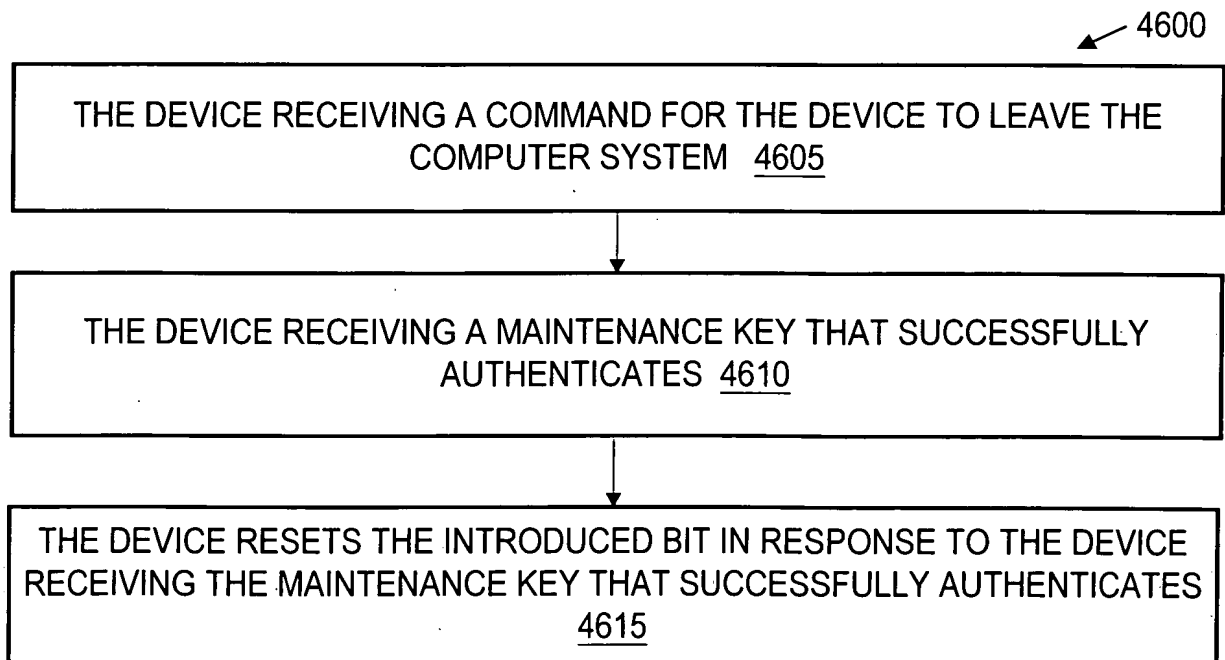 4600
THE DEVICE RECEIVING A COMMAND FOR THE DEVICE TO LEAVE THE
COMPUTER SYSTEM 4605
THE DEVICE RECEIVING A MAINTENANCE KEY THAT SUCCESSFULLY
AUTHENTICATES 4610
THE DEVICE RESETS THE INTRODUCED BIT IN RESPONSE TO THE DEVICE
RECEIVING THE MAINTENANCE KEY THAT SUCCESSFULLY AUTHENTICATES
4615